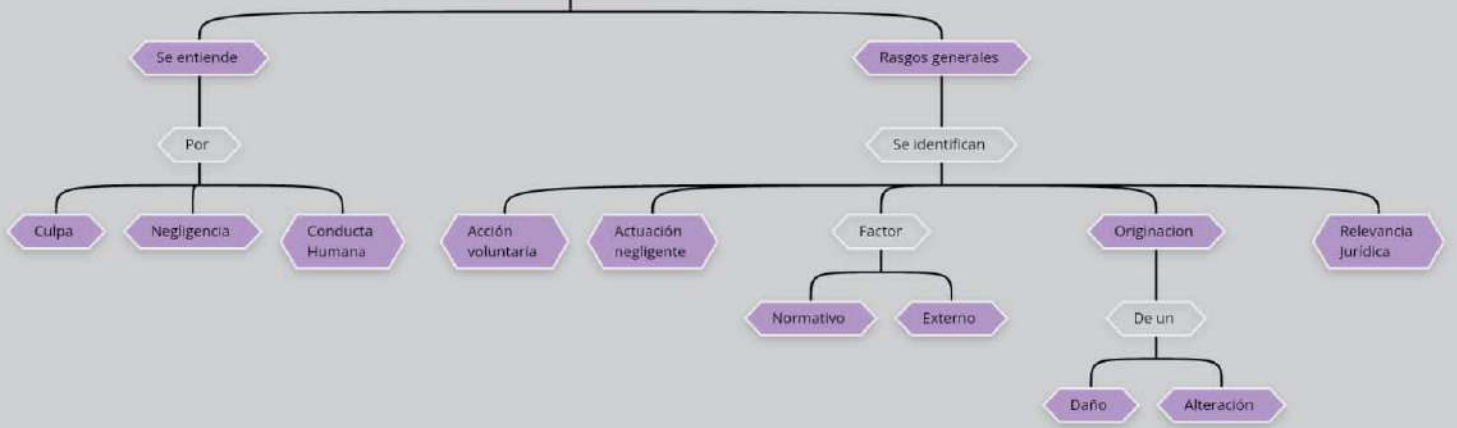 Se entiende
Rasgos generales
Por
Se identifican
Culpa
Negligencia
Conducta
Humana
Acción
voluntaria
Actuación
negligente
Factor
Originacion
Relevancia
Jurídica
Normativo
Externo
De un
Daño
Alteración